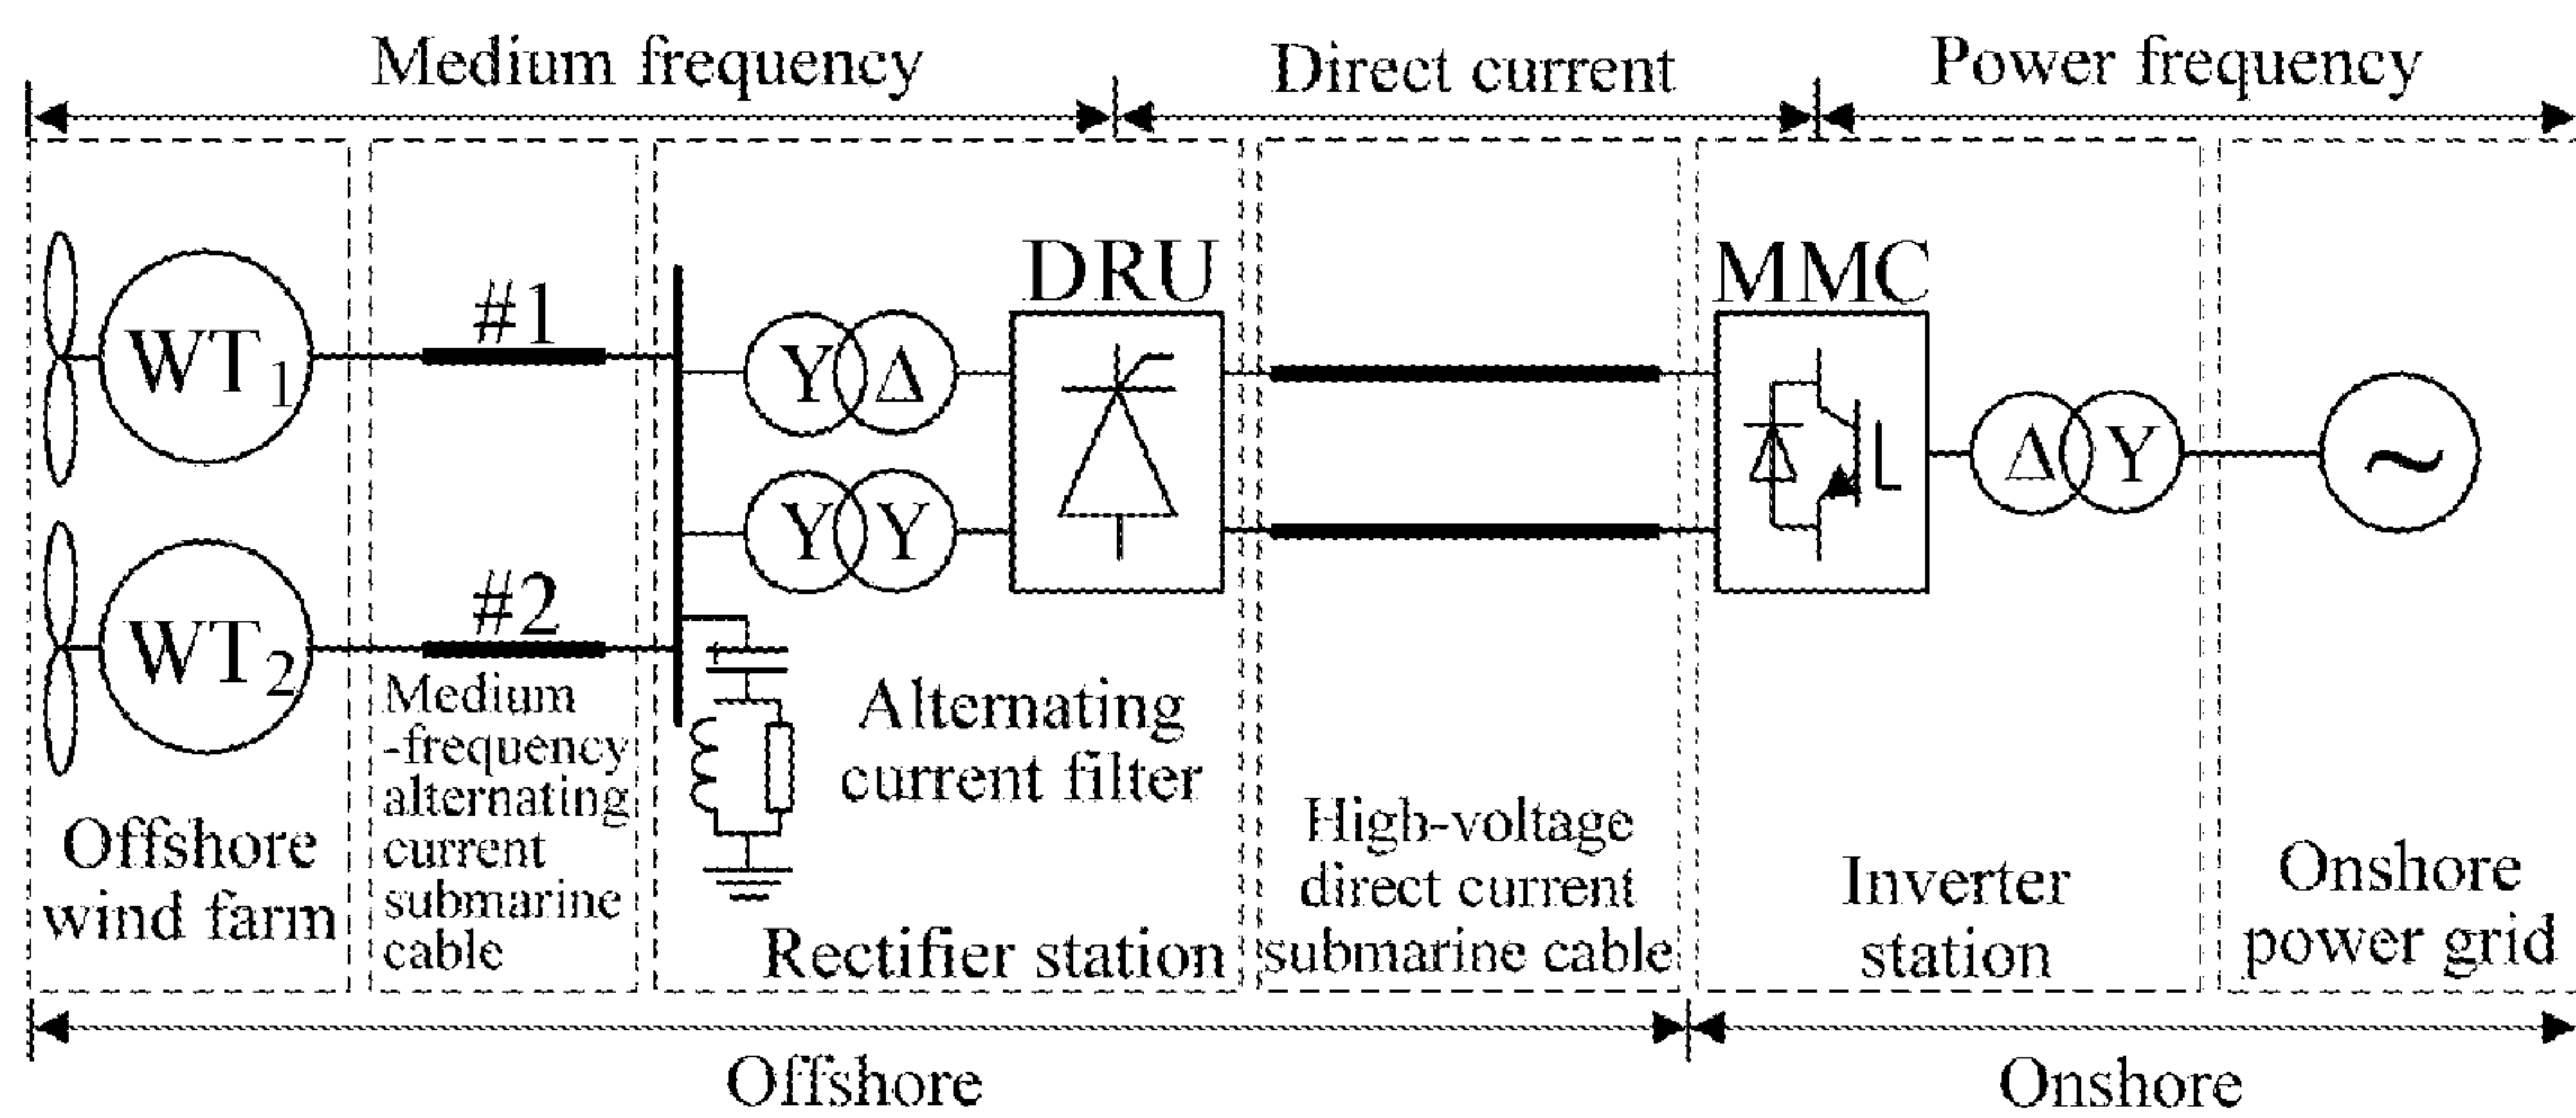 Medium frequency
Direct current
Power frequency
WT1
#1
Y Δ
DRU
MMC
Δ Y
~
Y Y
WT2
#2
Medium
-frequency
alternating
current
submarine
cable
Alternating
current filter
Offshore
wind farm
Rectifier station
High-voltage
direct current
submarine cable
Inverter
station
Onshore
power grid
Offshore
Onshore